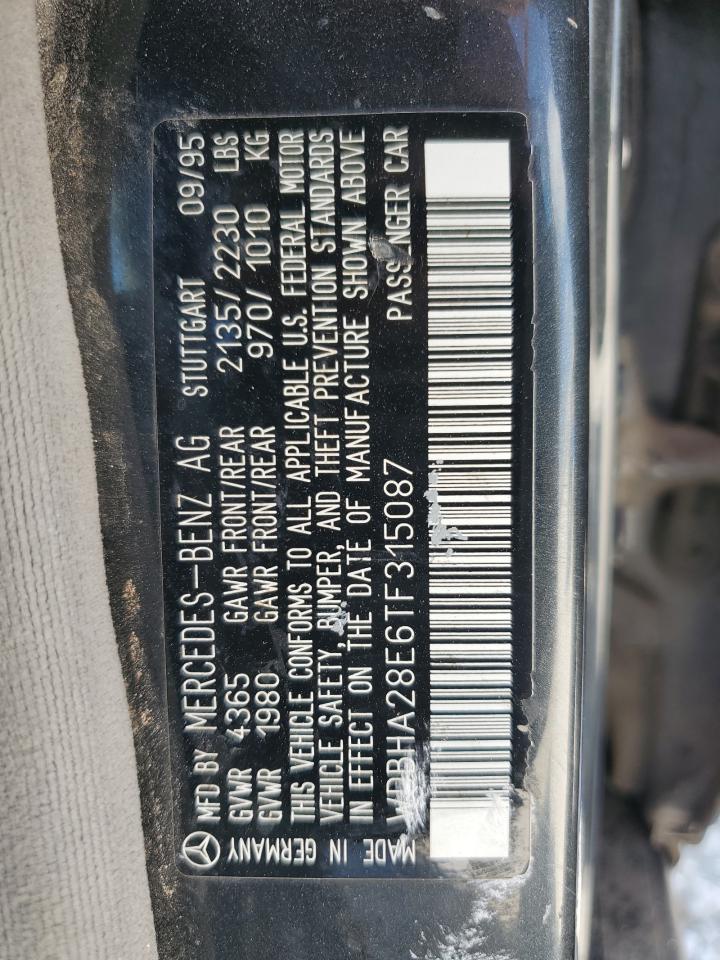 MFD BY MERCEDES-BENZ AG STUTTGART 09/95
GVWR 4365 GAWR FRONT/REAR 2135/2230 LBS
GVWR 1980 GAWR FRONT/REAR 970/1010 KG
THIS VEHICLE CONFORMS TO ALL APPLICABLE U.S. FEDERAL MOTOR
VEHICLE SAFETY, BUMPER, AND THEFT PREVENTION STANDARDS
IN EFFECT ON THE DATE OF MANUFACTURE SHOWN ABOVE
MADE IN GERMANY
WDBHA28E6TF315087 PASSENGER CAR